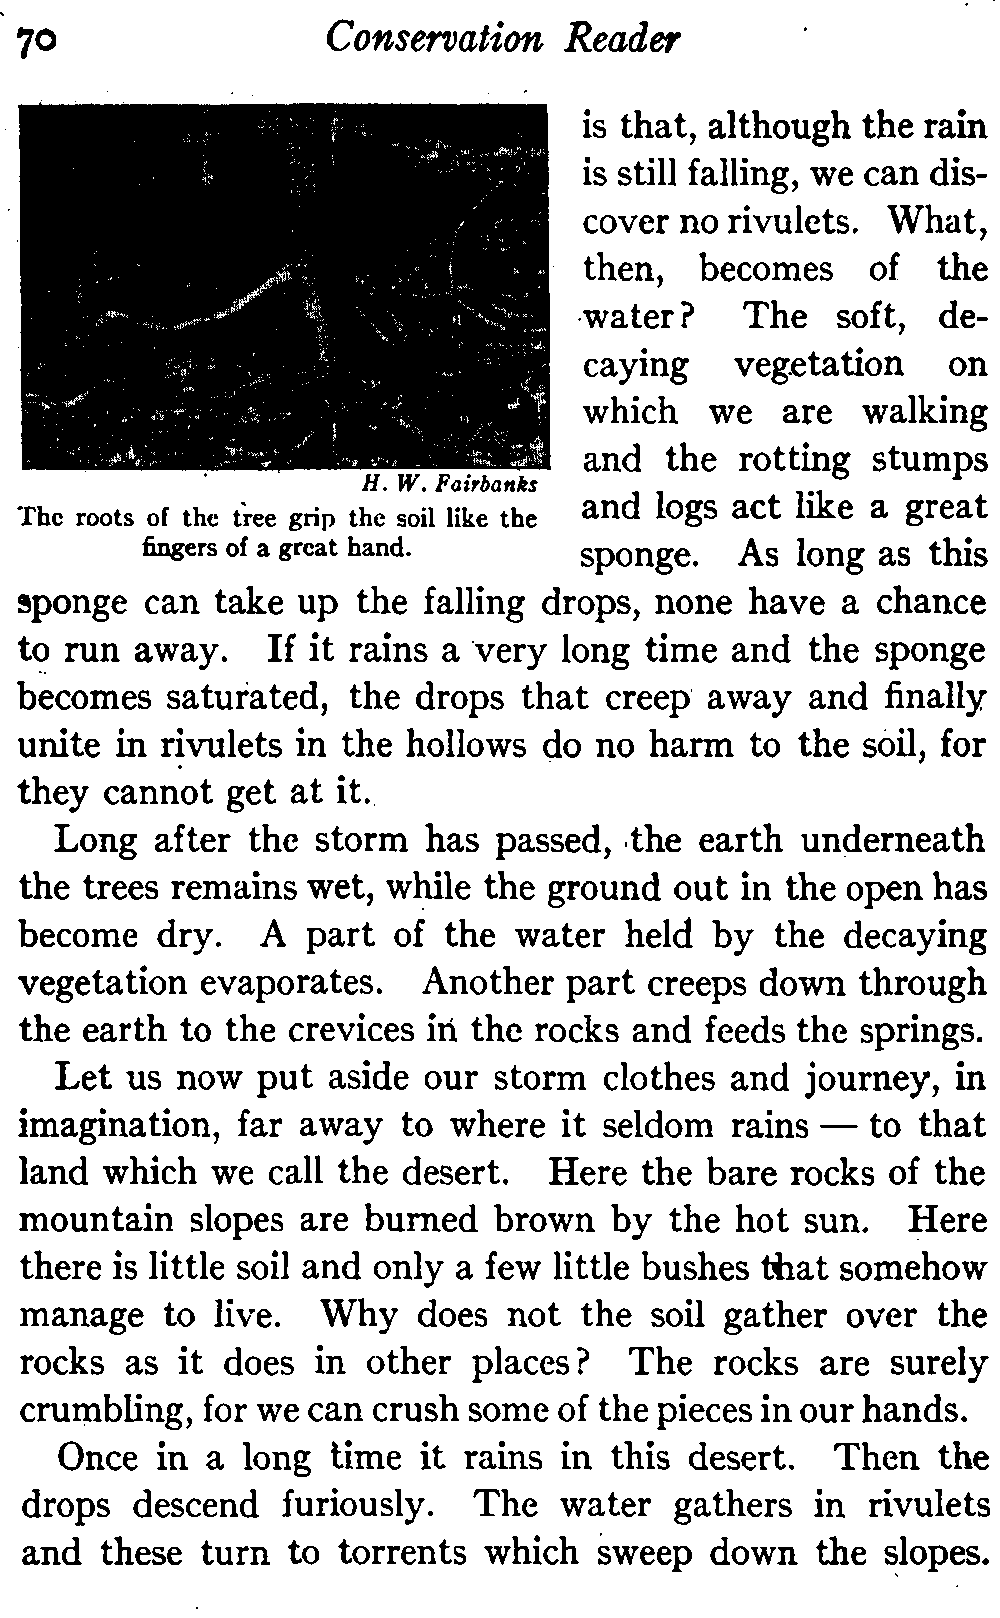 70 Conservation Reader
is that, although the rain
is still falling, we can dis-
cover no rivulets. What,
then, becomes of the
water? The soft, de-
caying vegetation on
which we are walking
and the rotting stumps
and logs act like a great
sponge. As long as this
H. W. Fairbanks
The roots of the tree grip the soil like the
fingers of a great hand.
sponge can take up the falling drops, none have a chance
to run away. If it rains a very long time and the sponge
becomes saturated, the drops that creep away and finally
unite in rivulets in the hollows do no harm to the soil, for
they cannot get at it.
Long after the storm has passed, the earth underneath
the trees remains wet, while the ground out in the open has
become dry. A part of the water held by the decaying
vegetation evaporates. Another part creeps down through
the earth to the crevices in the rocks and feeds the springs.
Let us now put aside our storm clothes and journey, in
imagination, far away to where it seldom rains — to that
land which we call the desert. Here the bare rocks of the
mountain slopes are burned brown by the hot sun. Here
there is little soil and only a few little bushes that somehow
manage to live. Why does not the soil gather over the
rocks as it does in other places? The rocks are surely
crumbling, for we can crush some of the pieces in our hands.
Once in a long time it rains in this desert. Then the
drops descend furiously. The water gathers in rivulets
and these turn to torrents which sweep down the slopes.